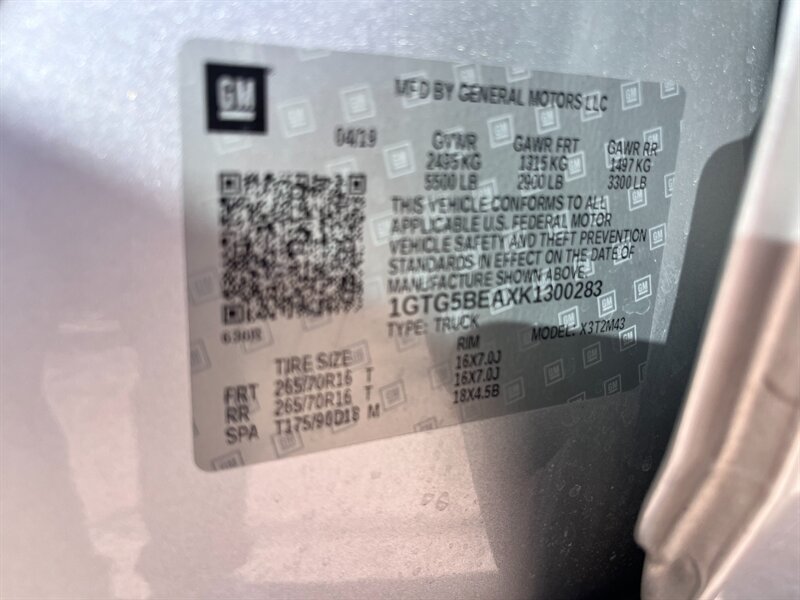 GM
MFD BY GENERAL MOTORS LLC
04/19
GVWR GAWR FRT GAWR RR
2495 KG 1315 KG 1497 KG
5500 LB 2900 LB 3300 LB
THIS VEHICLE CONFORMS TO ALL
APPLICABLE U.S. FEDERAL MOTOR
VEHICLE SAFETY AND THEFT PREVENTION
STANDARDS IN EFFECT ON THE DATE OF
MANUFACTURE SHOWN ABOVE.
1GTG5BEAXK1300283
TYPE: TRUCK MODEL: X3T2M43
TIRE SIZE RIM
FRT 265/70R16 T 16X7.0J
RR 265/70R16 T 16X7.0J
SPA T175/90D18 M 18X4.5B